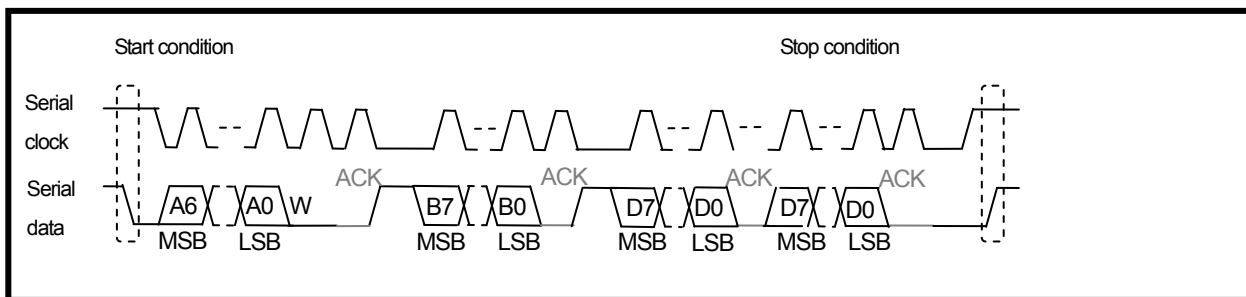 Start condition Stop condition
Serial
clock
-- -- -- -- --
Serial
data
ACK ACK ACK ACK
A6 A0 W B7 B0 D7 D0 D7 D0
MSB LSB MSB LSB MSB LSB MSB LSB